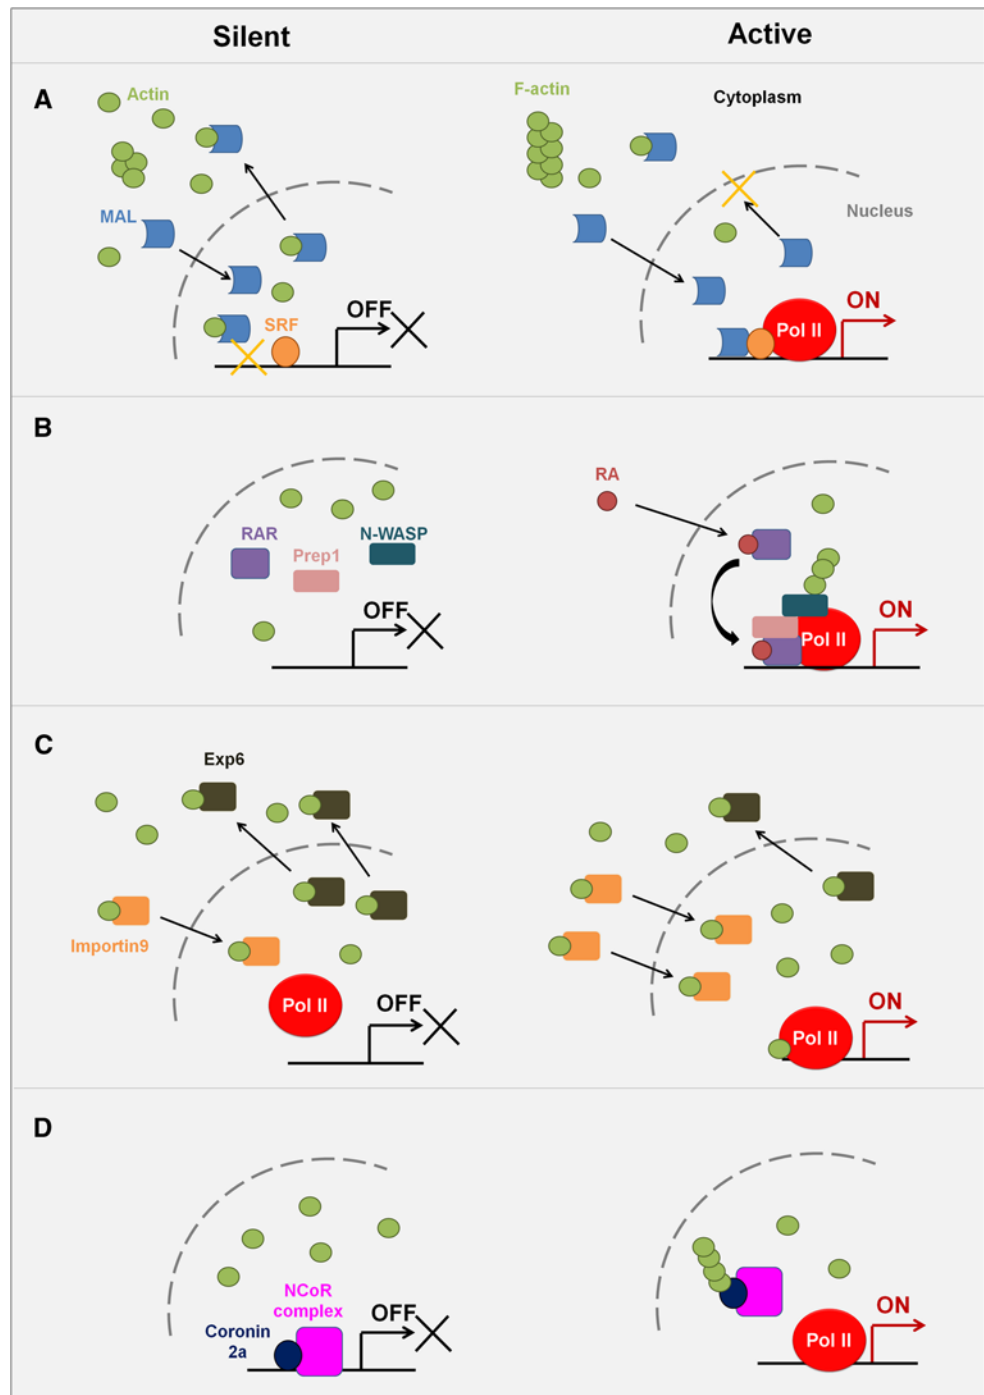 Silent
Active
A
Actin
F-actin
Cytoplasm
MAL
Nucleus
SRF
OFF
Pol II
ON
B
RAR
Prep1
N-WASP
OFF
RA
Pol II
ON
C
Exp6
Importin9
Pol II
OFF
Pol II
ON
D
NCoR
complex
Coronin
2a
OFF
Pol II
ON